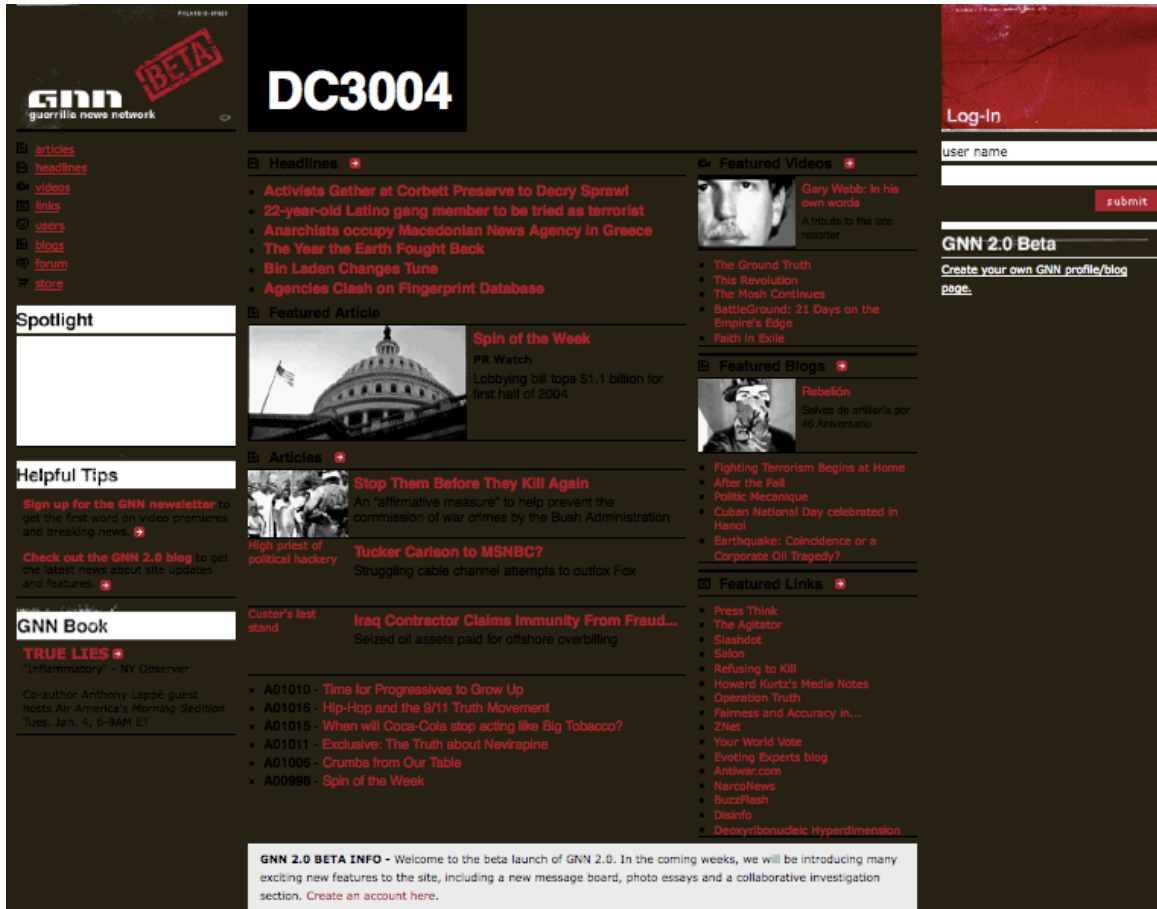 BETA
GNN
guerrilla news network
articles
headlines
videos
links
users
blogs
forum
store
Spotlight
Helpful Tips
Sign up for the GNN newsletter to
get the first word on video premieres
and breaking news.
Check out the GNN 2.0 blog to get
the latest news about site updates
and features.
GNN Book
TRUE LIES
"Inflammatory" - NY Observer
Co-author Anthony Lappé guest
hosts Air America's Morning Sedition
Tues. Jan. 4, 6-9AM ET
DC3004
Headlines
Activists Gather at Corbett Preserve to Decry Sprawl
22-year-old Latino gang member to be tried as terrorist
Anarchists occupy Macedonian News Agency in Greece
The Year the Earth Fought Back
Bin Laden Changes Tune
Agencies Clash on Fingerprint Database
Featured Article
Spin of the Week
PR Watch
Lobbying bill tops $1.1 billion for
first half of 2004
Articles
Stop Them Before They Kill Again
An "affirmative measure" to help prevent the
commission of war crimes by the Bush Administration
High priest of
political hackery
Tucker Carlson to MSNBC?
Struggling cable channel attempts to outfox Fox
Custer's last
stand
Iraq Contractor Claims Immunity From Fraud...
Seized oil assets paid for offshore overbilling
A01010 - Time for Progressives to Grow Up
A01016 - Hip-Hop and the 9/11 Truth Movement
A01015 - When will Coca-Cola stop acting like Big Tobacco?
A01011 - Exclusive: The Truth about Nevirapine
A01006 - Crumbs from Our Table
A00998 - Spin of the Week
Featured Videos
Gary Webb: In his
own words
A tribute to the late
reporter
The Ground Truth
This Revolution
The Mosh Continues
BattleGround: 21 Days on the
Empire's Edge
Faith in Exile
Featured Blogs
Rebelión
Salvas de artillería por
46 Aniversario
Fighting Terrorism Begins at Home
After the Fall
Politic Mecanique
Cuban National Day celebrated in
Hanoi
Earthquake: Coincidence or a
Corporate Oil Tragedy?
Featured Links
Press Think
The Agitator
Slashdot
Salon
Refusing to Kill
Howard Kurtz's Media Notes
Operation Truth
Fairness and Accuracy in...
ZNet
Your World Vote
Evoting Experts blog
Antiwar.com
NarcoNews
BuzzFlash
Disinfo
Deoxyribonucleic Hyperdimension
Log-In
user name
submit
GNN 2.0 Beta
Create your own GNN profile/blog
page.
GNN 2.0 BETA INFO - Welcome to the beta launch of GNN 2.0. In the coming weeks, we will be introducing many
exciting new features to the site, including a new message board, photo essays and a collaborative investigation
section. Create an account here.